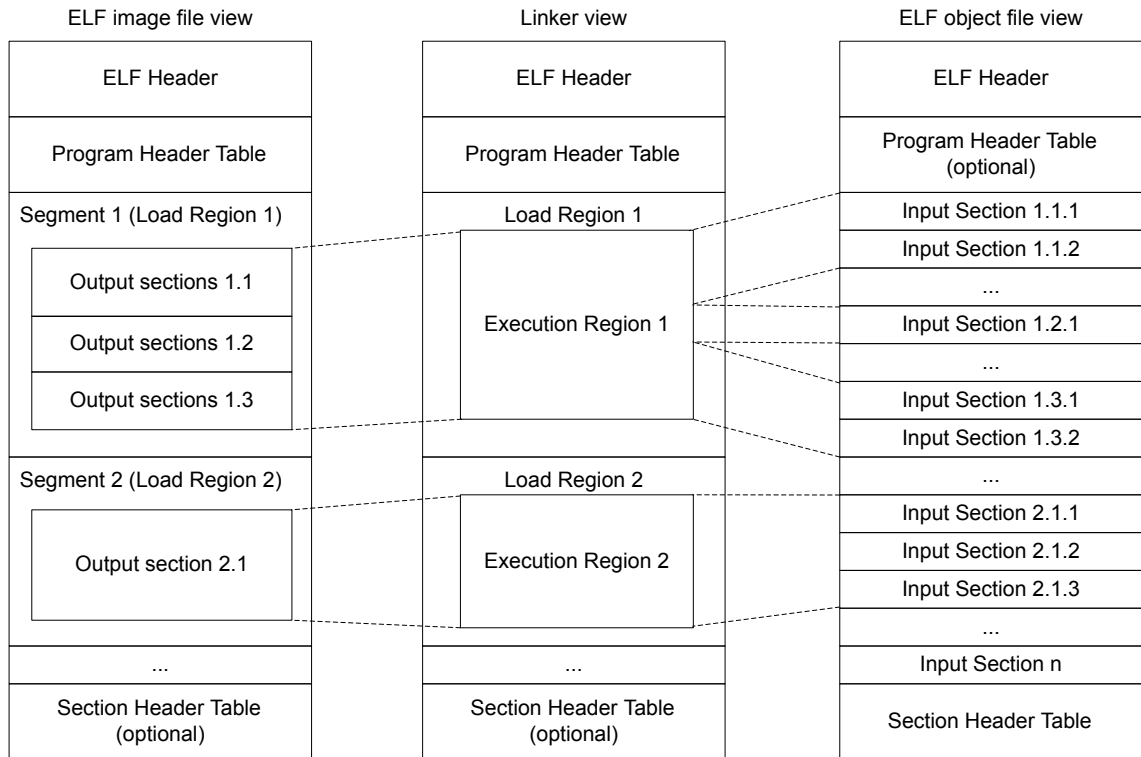 ELF image file view
ELF Header
Program Header Table
Segment 1 (Load Region 1)
Output sections 1.1
Output sections 1.2
Output sections 1.3
Segment 2 (Load Region 2)
Output section 2.1
...
Section Header Table
(optional)
Linker view
ELF Header
Program Header Table
Load Region 1
Execution Region 1
Load Region 2
Execution Region 2
...
Section Header Table
(optional)
ELF object file view
ELF Header
Program Header Table
(optional)
Input Section 1.1.1
Input Section 1.1.2
...
Input Section 1.2.1
...
Input Section 1.3.1
Input Section 1.3.2
...
Input Section 2.1.1
Input Section 2.1.2
Input Section 2.1.3
...
Input Section n
Section Header Table